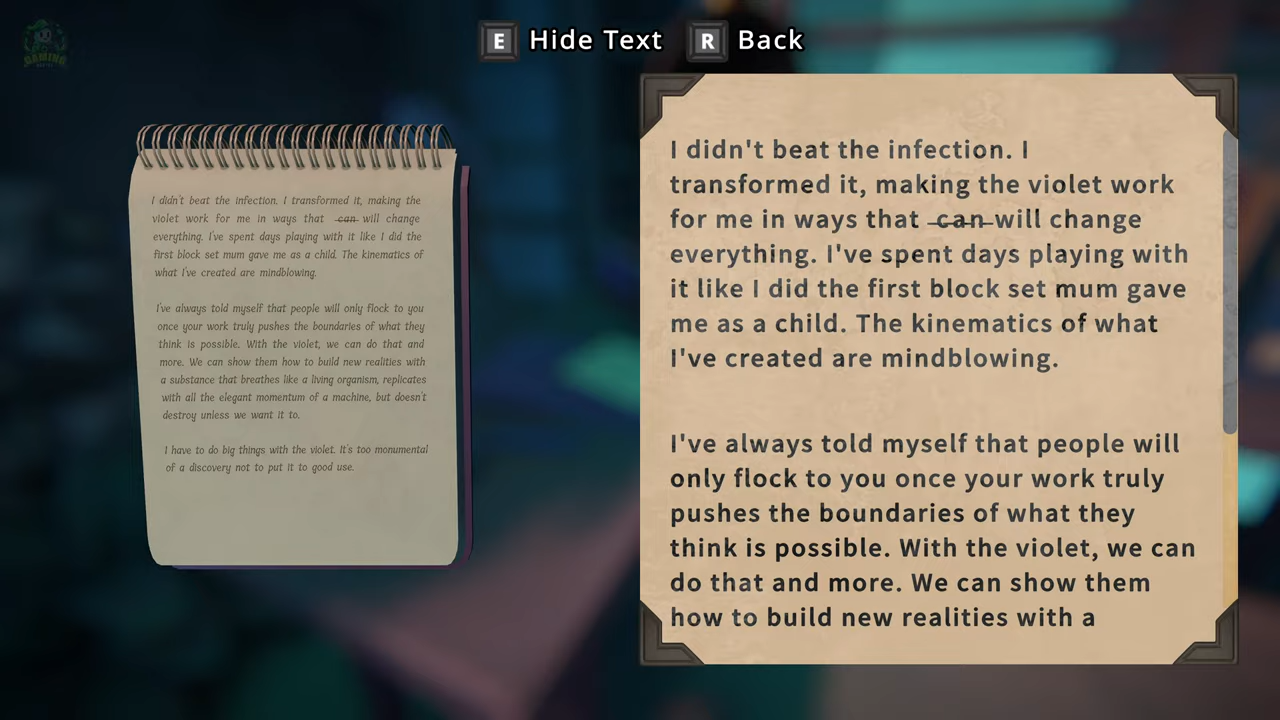 E Hide Text R Back
GAMING
I didn't beat the infection. I transformed it, making the
violet work for me in ways that can will change
everything. I've spent days playing with it like I did the
first block set mum gave me as a child. The kinematics of
what I've created are mindblowing.
I've always told myself that people will only flock to you
once your work truly pushes the boundaries of what they
think is possible. With the violet, we can do that and
more. We can show them how to build new realities with
a substance that breathes like a living organism, replicates
with all the elegant momentum of a machine, but doesn't
destroy unless we want it to.
I have to do big things with the violet. It's too monumental
of a discovery not to put it to good use.
I didn't beat the infection. I
transformed it, making the violet work
for me in ways that can will change
everything. I've spent days playing with
it like I did the first block set mum gave
me as a child. The kinematics of what
I've created are mindblowing.
I've always told myself that people will
only flock to you once your work truly
pushes the boundaries of what they
think is possible. With the violet, we can
do that and more. We can show them
how to build new realities with a